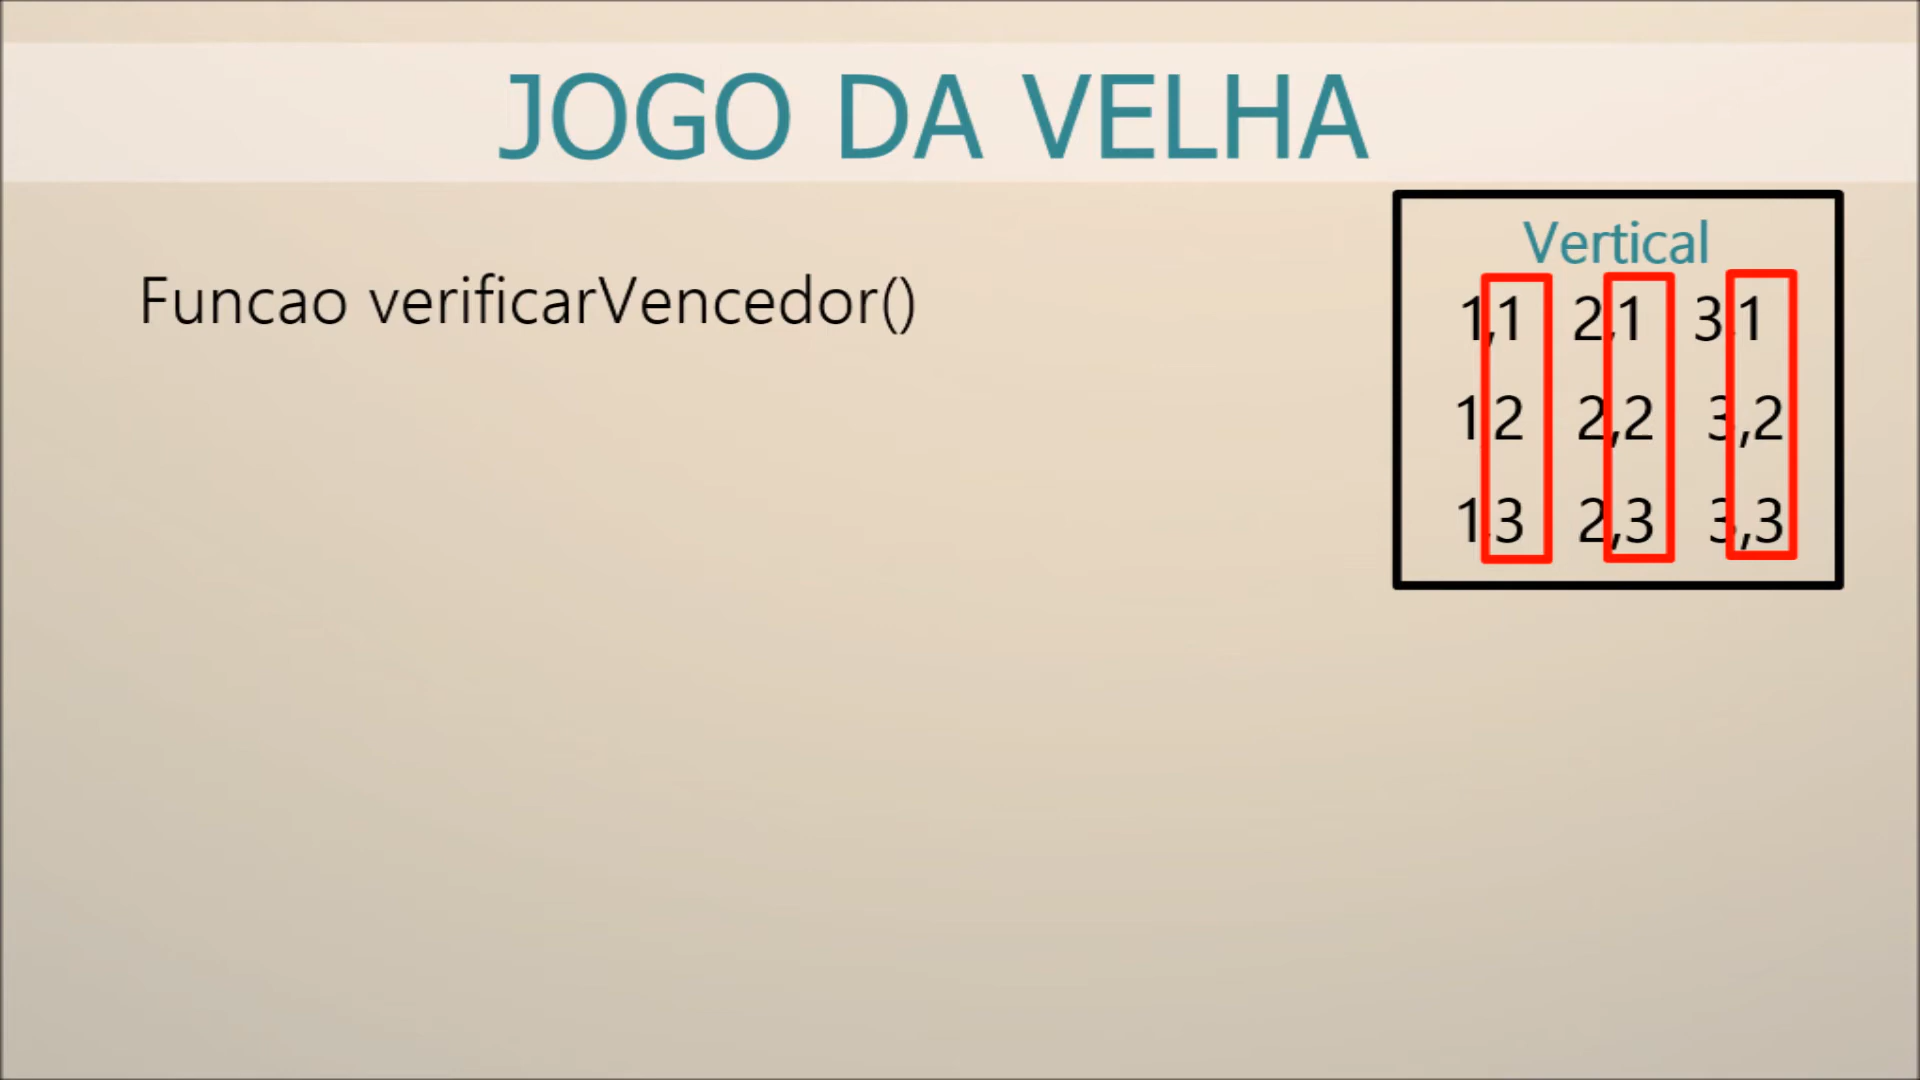 JOGO DA VELHA
Funcao verificarVencedor()
Vertical
1,1 2,1 3,1
1,2 2,2 3,2
1,3 2,3 3,3